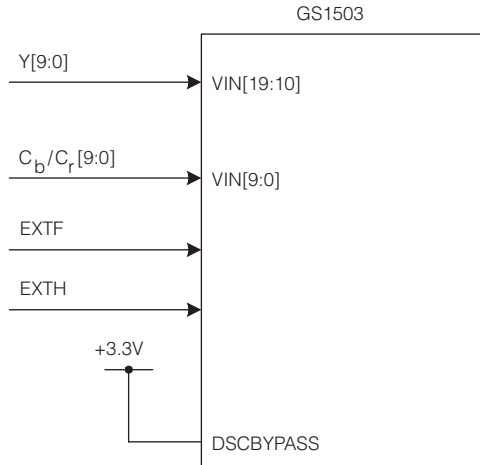 GS1503
Y[9:0]
VIN[19:10]
Cb/Cr[9:0]
VIN[9:0]
EXTF
EXTH
+3.3V
DSCBYPASS